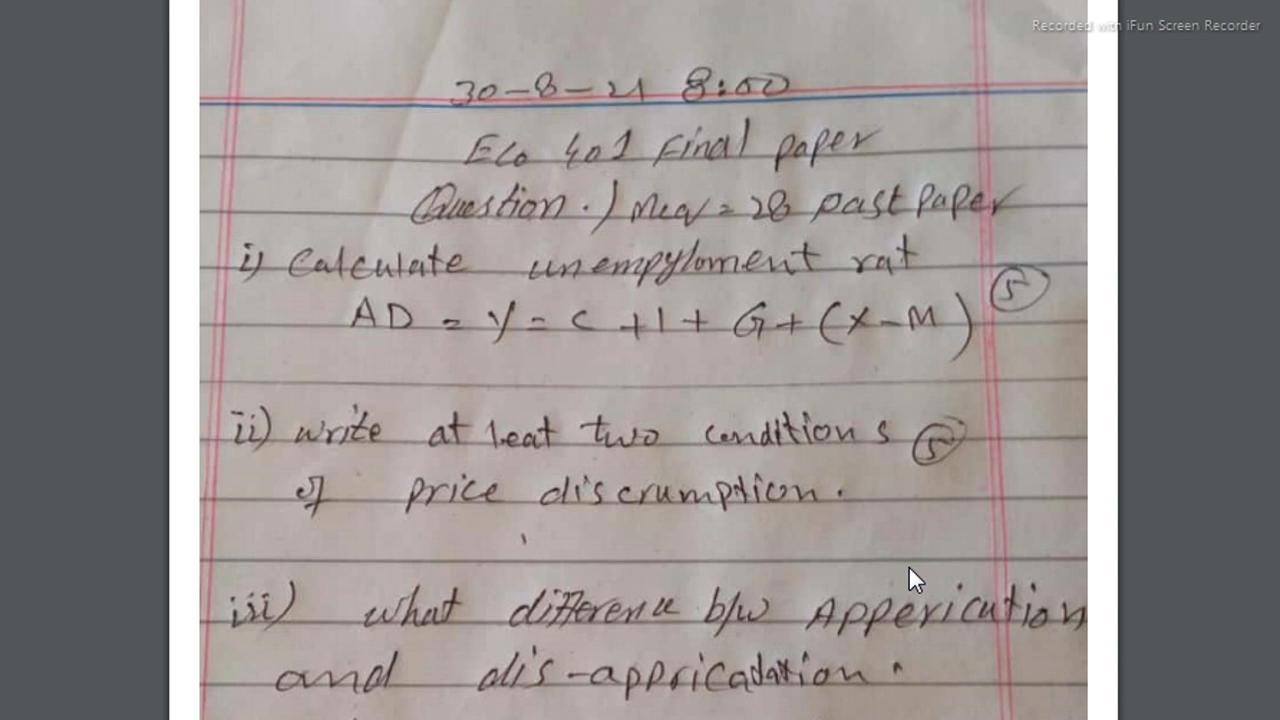 Recorded with iFun Screen Recorder
30-8-21 8:00
Eco 401 Final paper
Question.) Mcq = 28 past paper
i) Calculate unempyloment rat
AD = Y = C + I + G + (X-M) 5
ii) write at leat two conditions 5
of price discrumption.
iii) what difference b/w Apperication
and dis-appricadation.